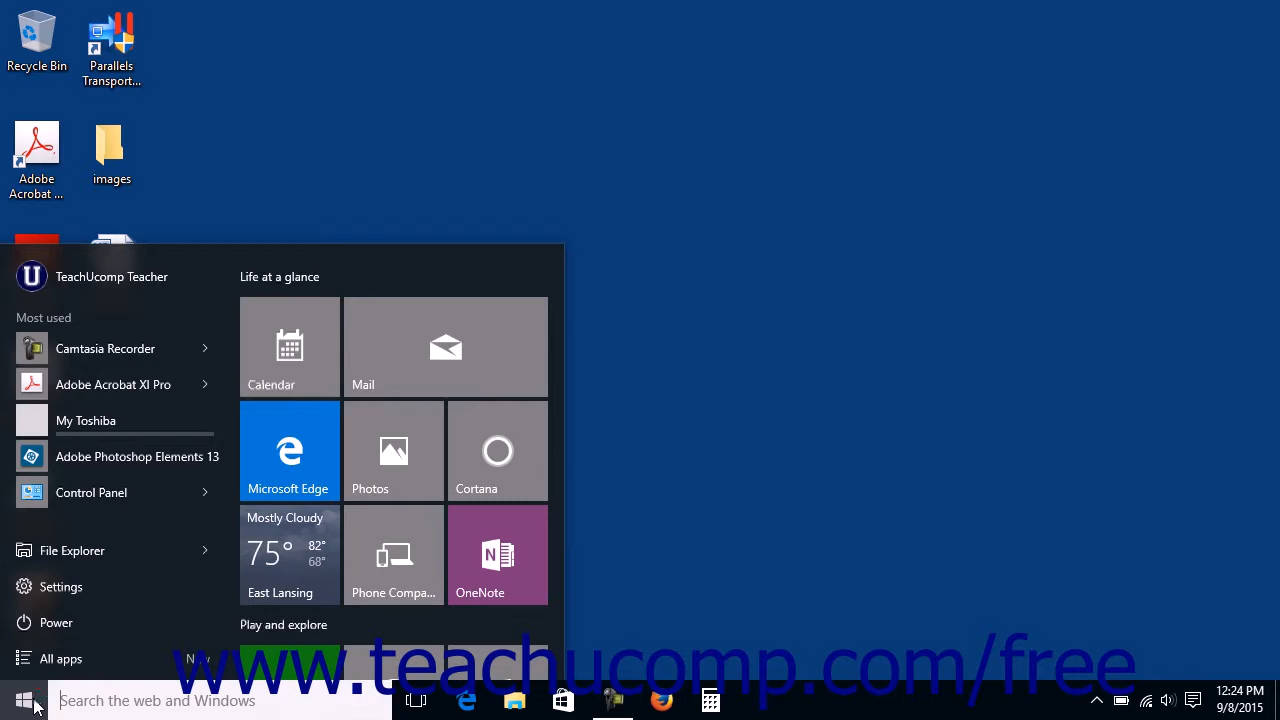 Recycle Bin
Parallels
Transport...
Adobe
Acrobat ...
images
TeachUcomp Teacher
Most used
Camtasia Recorder
Adobe Acrobat XI Pro
My Toshiba
Adobe Photoshop Elements 13
Control Panel
File Explorer
Settings
Power
All apps
Life at a glance
Calendar
Mail
Microsoft Edge
Photos
Cortana
Mostly Cloudy
75° 82°
68°
East Lansing
Phone Compa...
OneNote
Play and explore
www.teachucomp.com/free
Search the web and Windows
12:24 PM
9/8/2015